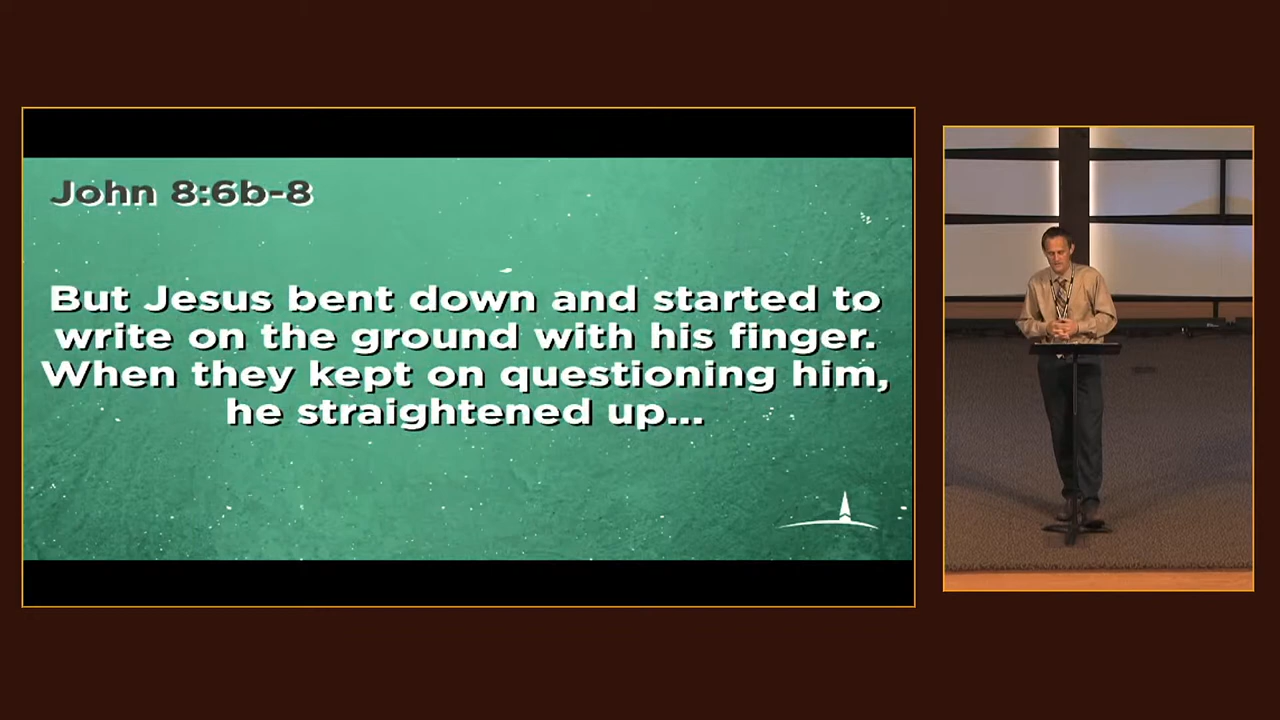 John 8:6b-8
But Jesus bent down and started to
write on the ground with his finger.
When they kept on questioning him,
he straightened up...